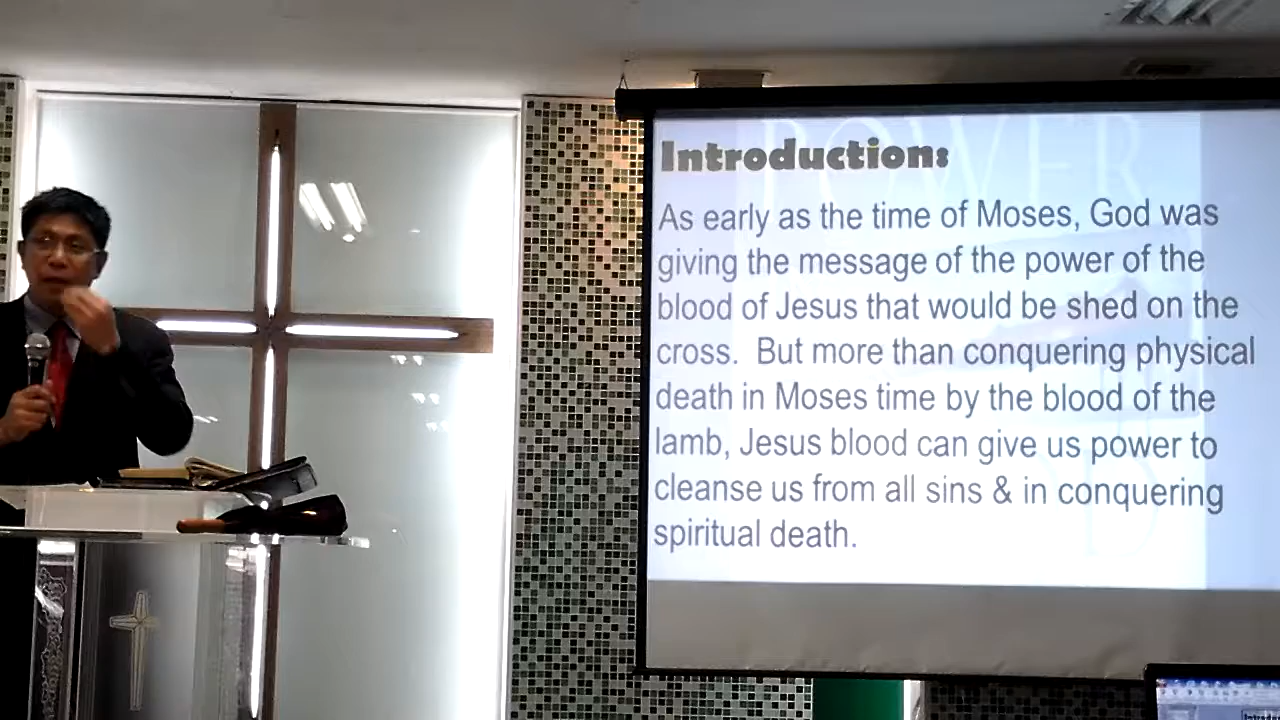 POWER
Introduction:
As early as the time of Moses, God was
giving the message of the power of the
blood of Jesus that would be shed on the
cross. But more than conquering physical
death in Moses time by the blood of the
lamb, Jesus blood can give us power to
cleanse us from all sins & in conquering
spiritual death.